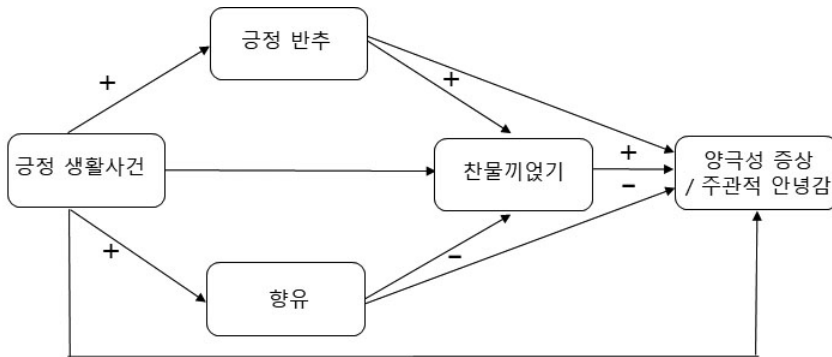 긍정 반추
+
+
긍정 생활사건
찬물끼얹기
+
−
양극성 증상
/ 주관적 안녕감
+
−
향유